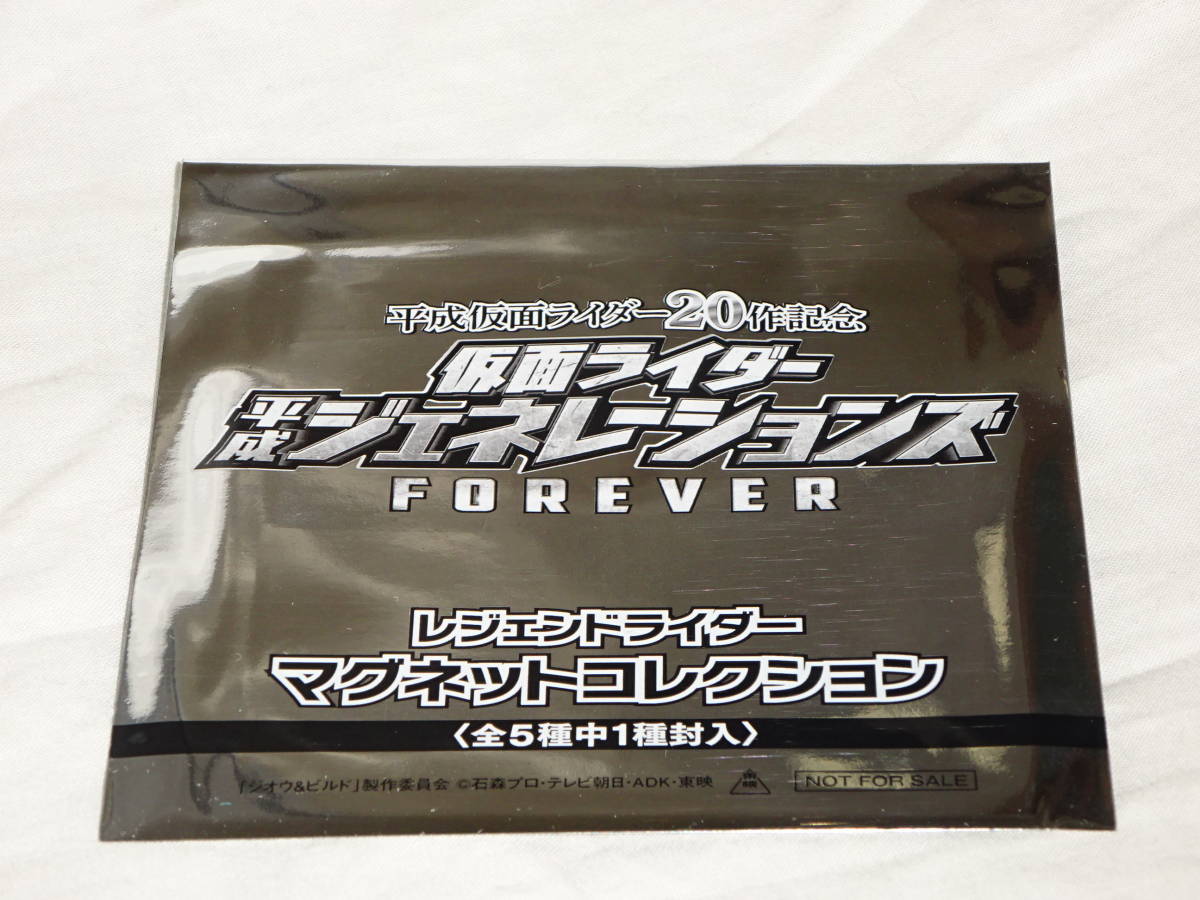 平成仮面ライダー20作記念
仮面ライダー
平成ジェネレーションズ
FOREVER
レジェンドライダー
マグネットコレクション
〈全5種中1種封入〉
「ジオウ&ビルド」製作委員会 ©石森プロ・テレビ朝日・ADK・東映 東映 NOT FOR SALE